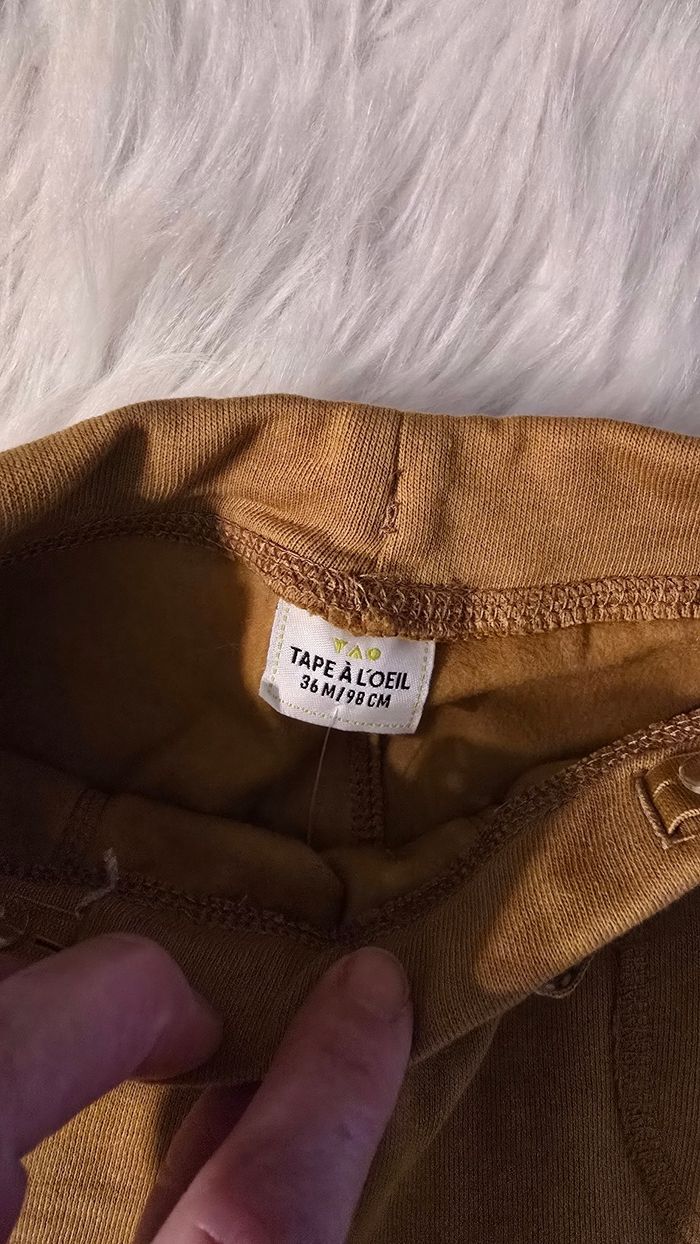 TAO
TAPE À L'OEIL
36 M/98 CM